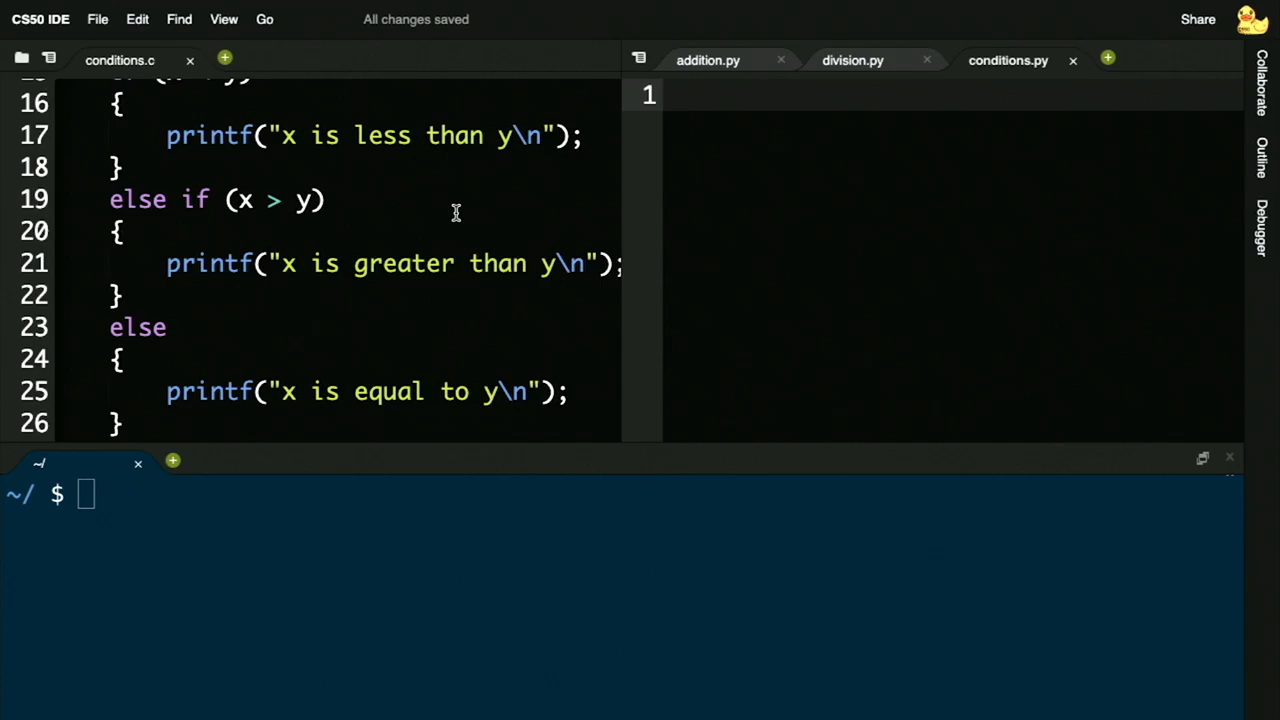 CS50 IDE File Edit Find View Go All changes saved Share
conditions.c addition.py division.py conditions.py
16 {
17 printf("x is less than y\n");
18 }
19 else if (x > y)
20 {
21 printf("x is greater than y\n");
22 }
23 else
24 {
25 printf("x is equal to y\n");
26 }
1
Collaborate
Outline
Debugger
~/
~/ $